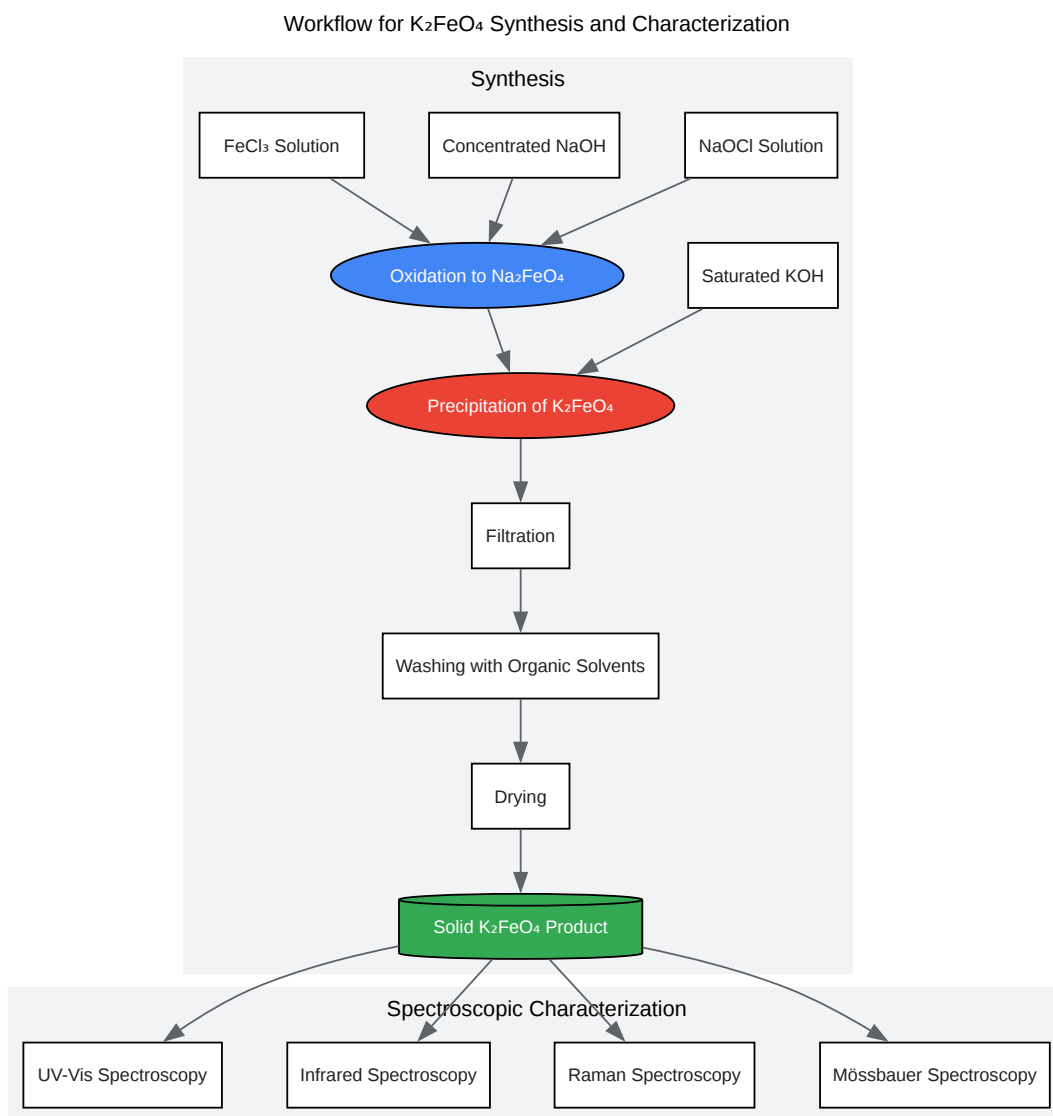 Workflow for K₂FeO₄ Synthesis and Characterization
Synthesis
FeCl₃ Solution
Concentrated NaOH
NaOCl Solution
Oxidation to Na₂FeO₄
Saturated KOH
Precipitation of K₂FeO₄
Filtration
Washing with Organic Solvents
Drying
Solid K₂FeO₄ Product
Spectroscopic Characterization
UV-Vis Spectroscopy
Infrared Spectroscopy
Raman Spectroscopy
Mössbauer Spectroscopy